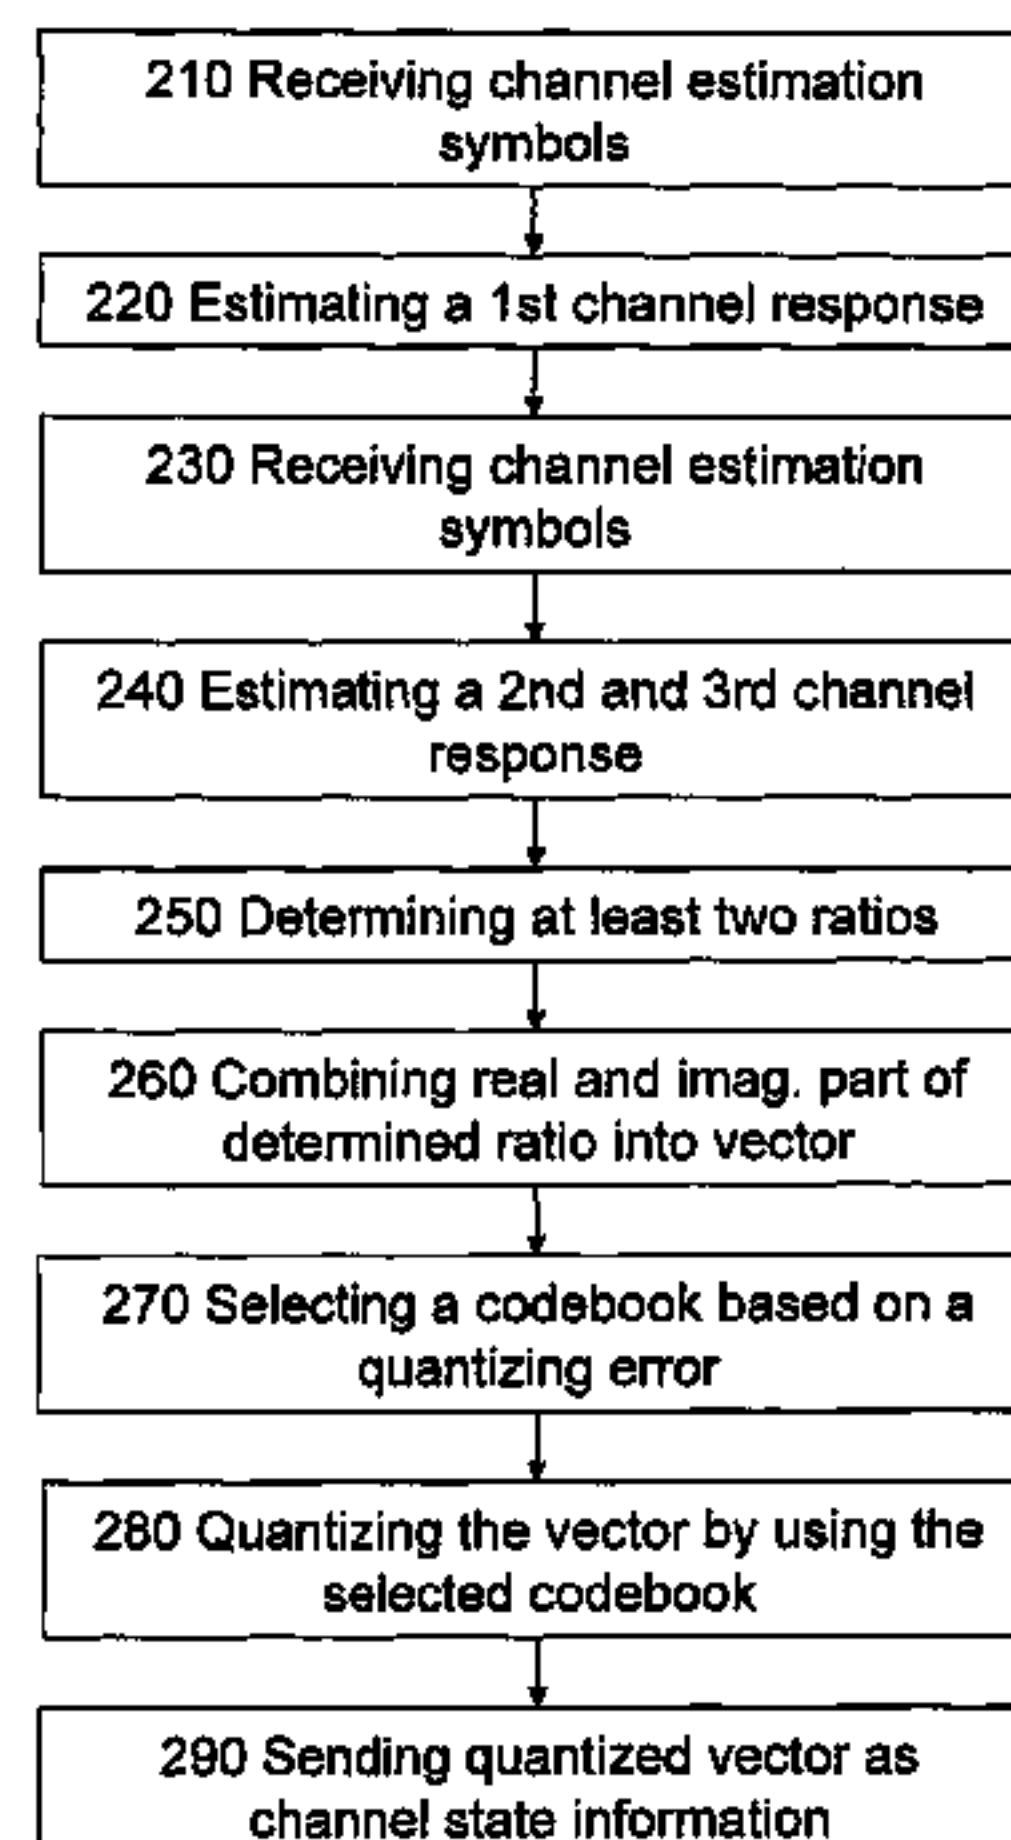 210 Receiving channel estimation
symbols
220 Estimating a 1st channel response
230 Receiving channel estimation
symbols
240 Estimating a 2nd and 3rd channel
response
250 Determining at least two ratios
260 Combining real and imag. part of
determined ratio into vector
270 Selecting a codebook based on a
quantizing error
280 Quantizing the vector by using the
selected codebook
290 Sending quantized vector as
channel state information